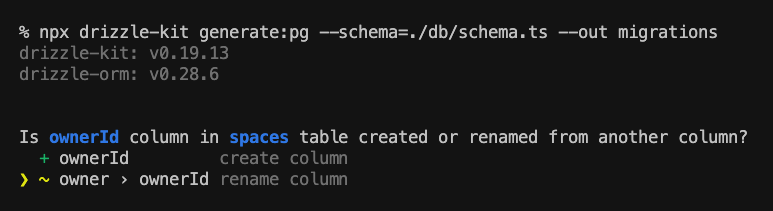 % npx drizzle-kit generate:pg --schema=./db/schema.ts --out migrations
drizzle-kit: v0.19.13
drizzle-orm: v0.28.6
Is ownerId column in spaces table created or renamed from another column?
+ ownerId create column
❯ ~ owner › ownerId rename column